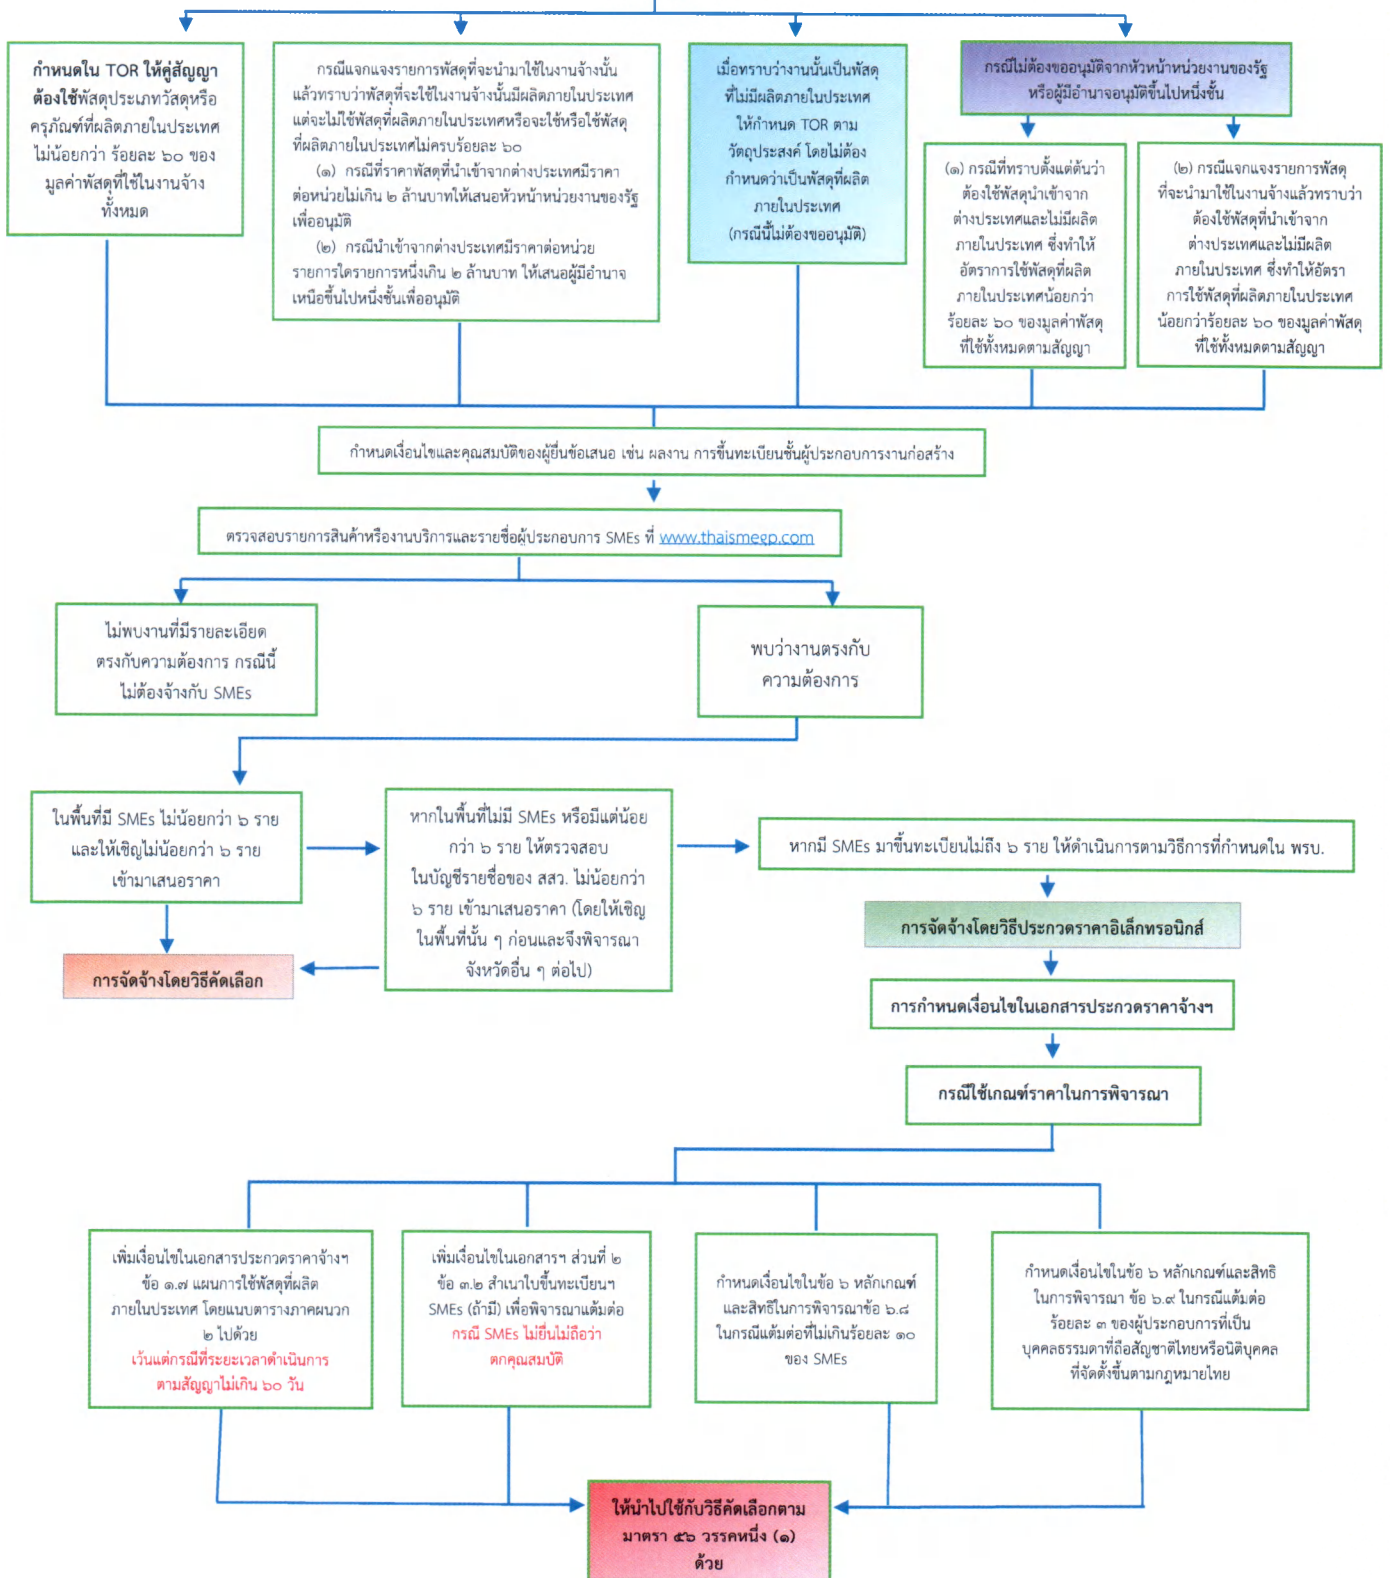 กำหนดใน TOR ให้คู่สัญญา
ต้องใช้พัสดุประเภทวัสดุหรือ
ครุภัณฑ์ที่ผลิตภายในประเทศ
ไม่น้อยกว่า ร้อยละ ๖๐ ของ
มูลค่าพัสดุที่ใช้ในงานจ้าง
ทั้งหมด
กรณีแจกแจงรายการพัสดุที่จะนำมาใช้ในงานจ้างนั้น
แล้วทราบว่าพัสดุที่จะใช้ในงานจ้างนั้นมีผลิตภายในประเทศ
แต่จะไม่ใช้พัสดุที่ผลิตภายในประเทศหรือจะใช้หรือใช้พัสดุ
ที่ผลิตภายในประเทศไม่ครบร้อยละ ๖๐
(๑) กรณีที่ราคาพัสดุที่นำเข้าจากต่างประเทศมีราคา
ต่อหน่วยไม่เกิน ๒ ล้านบาทให้เสนอหัวหน้าหน่วยงานของรัฐ
เพื่ออนุมัติ
(๒) กรณีนำเข้าจากต่างประเทศมีราคาต่อหน่วย
รายการใดรายการหนึ่งเกิน ๒ ล้านบาท ให้เสนอผู้มีอำนาจ
เหนือขึ้นไปหนึ่งชั้นเพื่ออนุมัติ
เมื่อทราบว่างานนั้นเป็นพัสดุ
ที่ไม่มีผลิตภายในประเทศ
ให้กำหนด TOR ตาม
วัตถุประสงค์ โดยไม่ต้อง
กำหนดว่าเป็นพัสดุที่ผลิต
ภายในประเทศ
(กรณีนี้ไม่ต้องขออนุมัติ)
กรณีไม่ต้องขออนุมัติจากหัวหน้าหน่วยงานของรัฐ
หรือผู้มีอำนาจอนุมัติขึ้นไปหนึ่งชั้น
(๑) กรณีที่ทราบตั้งแต่ต้นว่า
ต้องใช้พัสดุนำเข้าจาก
ต่างประเทศและไม่มีผลิต
ภายในประเทศ ซึ่งทำให้
อัตราการใช้พัสดุที่ผลิต
ภายในประเทศน้อยกว่า
ร้อยละ ๖๐ ของมูลค่าพัสดุ
ที่ใช้ทั้งหมดตามสัญญา
(๒) กรณีแจกแจงรายการพัสดุ
ที่จะนำมาใช้ในงานจ้างแล้วทราบว่า
ต้องใช้พัสดุที่นำเข้าจาก
ต่างประเทศและไม่มีผลิต
ภายในประเทศ ซึ่งทำให้อัตรา
การใช้พัสดุที่ผลิตภายในประเทศ
น้อยกว่าร้อยละ ๖๐ ของมูลค่าพัสดุ
ที่ใช้ทั้งหมดตามสัญญา
กำหนดเงื่อนไขและคุณสมบัติของผู้ยื่นข้อเสนอ เช่น ผลงาน การขึ้นทะเบียนชั้นผู้ประกอบการงานก่อสร้าง
ตรวจสอบรายการสินค้าหรืองานบริการและรายชื่อผู้ประกอบการ SMEs ที่ www.thaismegp.com
ไม่พบงานที่มีรายละเอียด
ตรงกับความต้องการ กรณีนี้
ไม่ต้องจ้างกับ SMEs
พบว่างานตรงกับ
ความต้องการ
ในพื้นที่มี SMEs ไม่น้อยกว่า ๖ ราย
และให้เชิญไม่น้อยกว่า ๖ ราย
เข้ามาเสนอราคา
หากในพื้นที่ไม่มี SMEs หรือมีแต่น้อย
กว่า ๖ ราย ให้ตรวจสอบ
ในบัญชีรายชื่อของ สสว. ไม่น้อยกว่า
๖ ราย เข้ามาเสนอราคา (โดยให้เชิญ
ในพื้นที่นั้น ๆ ก่อนและจึงพิจารณา
จังหวัดอื่น ๆ ต่อไป)
หากมี SMEs มาขึ้นทะเบียนไม่ถึง ๖ ราย ให้ดำเนินการตามวิธีการที่กำหนดใน พรบ.
การจัดจ้างโดยวิธีคัดเลือก
การจัดจ้างโดยวิธีประกวดราคาอิเล็กทรอนิกส์
การกำหนดเงื่อนไขในเอกสารประกวดราคาจ้างฯ
กรณีใช้เกณฑ์ราคาในการพิจารณา
เพิ่มเงื่อนไขในเอกสารประกวดราคาจ้างฯ
ข้อ ๑.๗ แผนการใช้พัสดุที่ผลิต
ภายในประเทศ โดยแนบตารางภาคผนวก
๒ ไปด้วย
เว้นแต่กรณีที่ระยะเวลาดำเนินการ
ตามสัญญาไม่เกิน ๖๐ วัน
เพิ่มเงื่อนไขในเอกสารฯ ส่วนที่ ๒
ข้อ ๓.๒ สำเนาใบขึ้นทะเบียนฯ
SMEs (ถ้ามี) เพื่อพิจารณาแต้มต่อ
กรณี SMEs ไม่ยื่นไม่ถือว่า
ตกคุณสมบัติ
กำหนดเงื่อนไขในข้อ ๖ หลักเกณฑ์
และสิทธิในการพิจารณาข้อ ๖.๘
ในกรณีแต้มต่อที่ไม่เกินร้อยละ ๑๐
ของ SMEs
กำหนดเงื่อนไขในข้อ ๖ หลักเกณฑ์และสิทธิ
ในการพิจารณา ข้อ ๖.๙ ในกรณีแต้มต่อ
ร้อยละ ๓ ของผู้ประกอบการที่เป็น
บุคคลธรรมดาที่ถือสัญชาติไทยหรือนิติบุคคล
ที่จัดตั้งขึ้นตามกฎหมายไทย
ให้นำไปใช้กับวิธีคัดเลือกตาม
มาตรา ๕๖ วรรคหนึ่ง (๑)
ด้วย